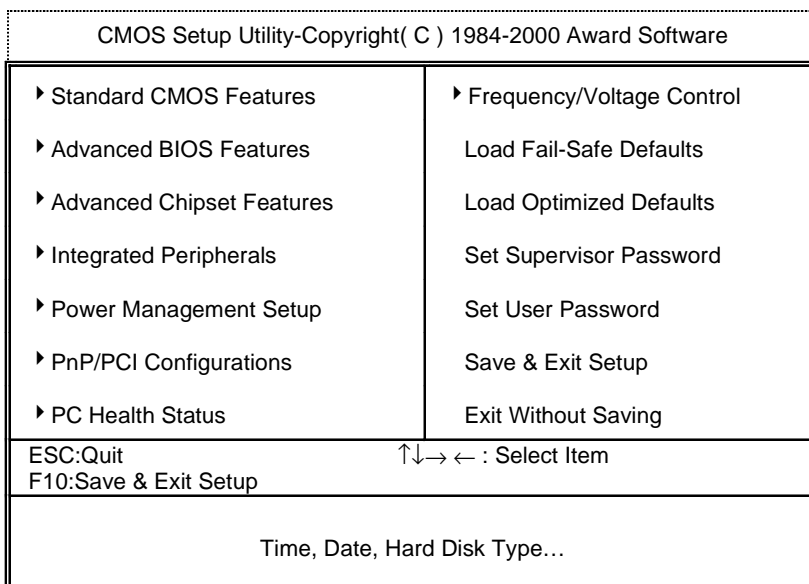 CMOS Setup Utility-Copyright( C ) 1984-2000 Award Software
Standard CMOS Features
Advanced BIOS Features
Advanced Chipset Features
Integrated Peripherals
Power Management Setup
PnP/PCI Configurations
PC Health Status
Frequency/Voltage Control
Load Fail-Safe Defaults
Load Optimized Defaults
Set Supervisor Password
Set User Password
Save & Exit Setup
Exit Without Saving
ESC:Quit ↑↓→ ← : Select Item
F10:Save & Exit Setup
Time, Date, Hard Disk Type…